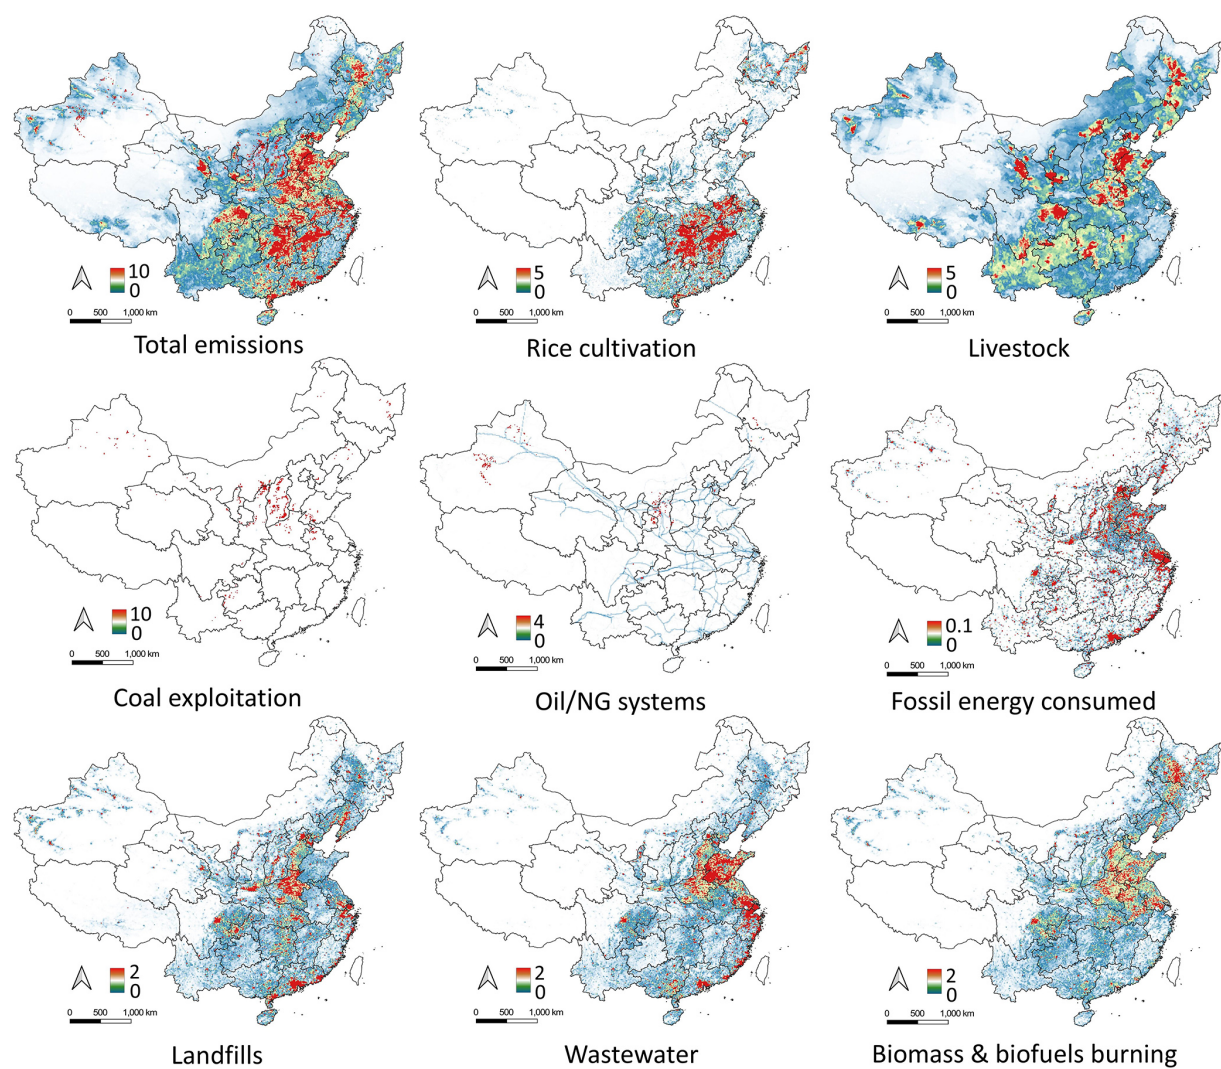 10
0
0 500 1,000 km
Total emissions
5
0
0 500 1,000 km
Rice cultivation
5
0
0 500 1,000 km
Livestock
10
0
0 500 1,000 km
Coal exploitation
4
0
0 500 1,000 km
Oil/NG systems
0.1
0
0 500 1,000 km
Fossil energy consumed
2
0
0 500 1,000 km
Landfills
2
0
0 500 1,000 km
Wastewater
2
0
0 500 1,000 km
Biomass & biofuels burning